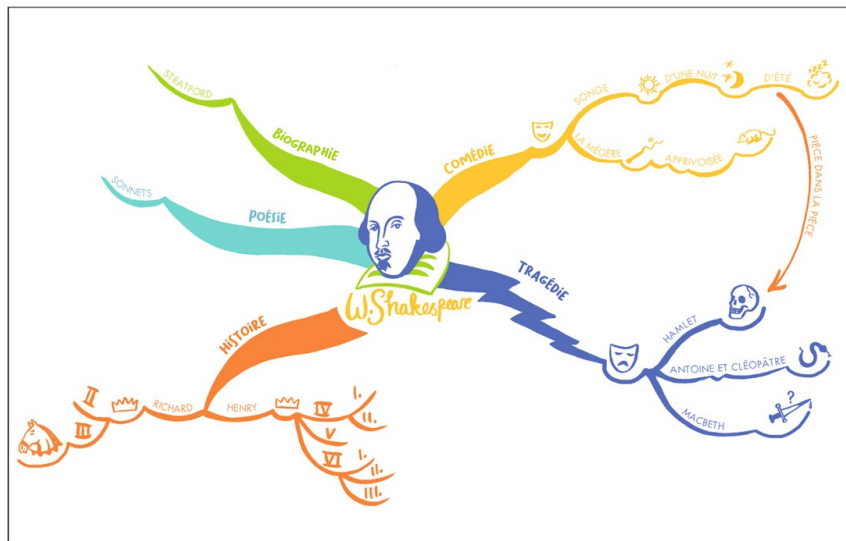 STRATFORD
BIOGRAPHIE
SONNETS
POÉSIE
W. Shakespeare
COMÉDIE
SONGE D'UNE NUIT D'ÉTÉ
zzzz
LA MÉGÈRE APPRIVOISÉE
PIÈCE DANS LA PIÈCE
TRAGÉDIE
HAMLET
ANTOINE ET CLÉOPÂTRE
MACBETH
?
HISTOIRE
RICHARD
II
III
HENRY
IV
I.
II.
V
VI
I.
II.
III.